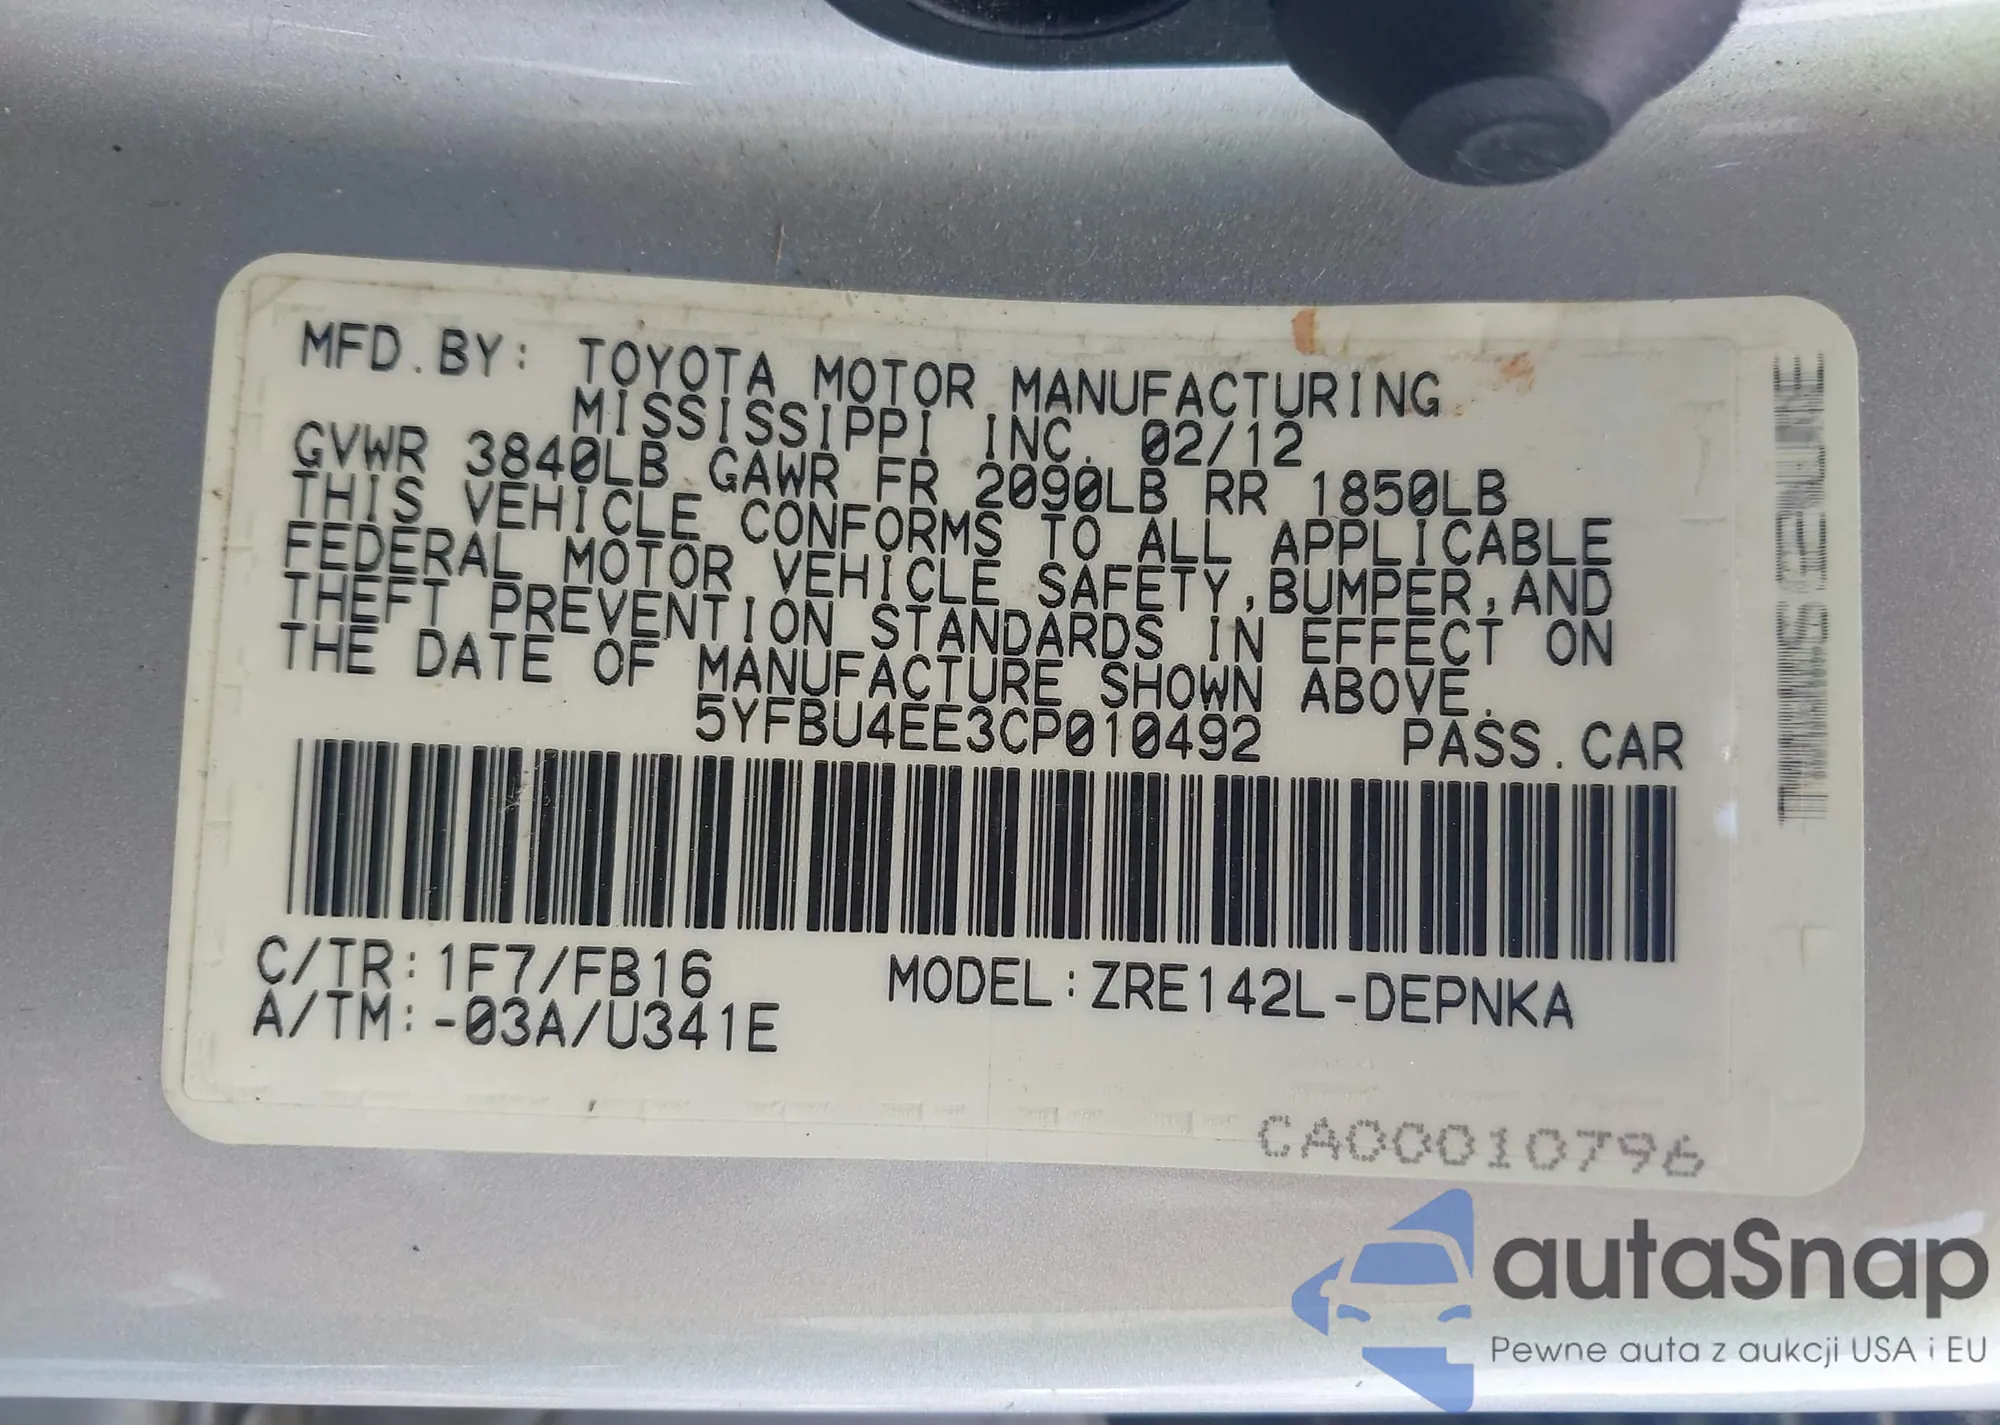 MFD.BY: TOYOTA MOTOR MANUFACTURING
MISSISSIPPI INC. 02/12
GVWR 3840LB GAWR FR 2090LB RR 1850LB
THIS VEHICLE CONFORMS TO ALL APPLICABLE
FEDERAL MOTOR VEHICLE SAFETY,BUMPER,AND
THEFT PREVENTION STANDARDS IN EFFECT ON
THE DATE OF MANUFACTURE SHOWN ABOVE.
5YFBU4EE3CP010492 PASS.CAR
C/TR:1F7/FB16 MODEL:ZRE142L-DEPNKA
A/TM:-03A/U341E
CA00010796
GENUINE
autaSnap
Pewne auta z aukcji USA i EU